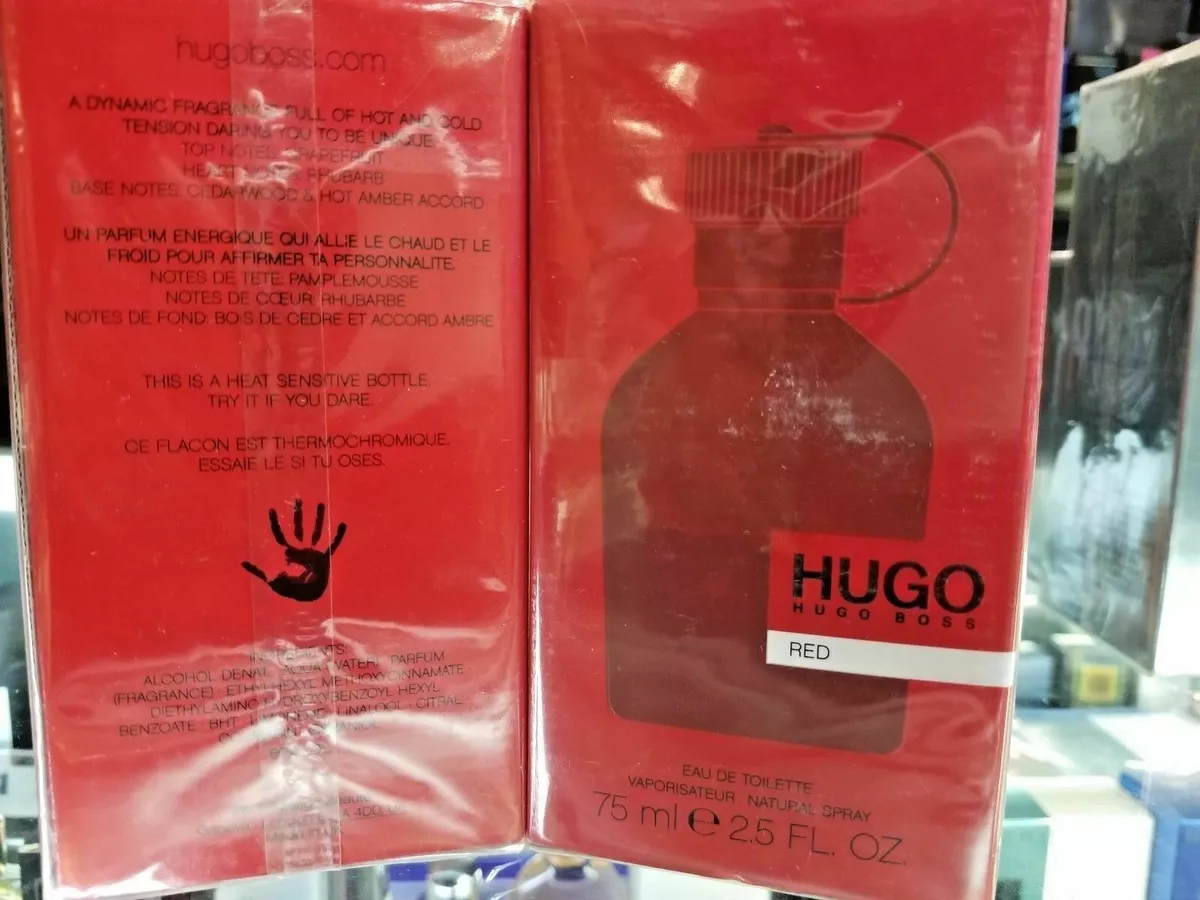 hugoboss.com
A DYNAMIC FRAGRANCE FULL OF HOT AND COLD
TENSION DARING YOU TO BE UNIQUE.
TOP NOTES: GRAPEFRUIT
HEART NOTES: RHUBARB
BASE NOTES: CEDARWOOD & HOT AMBER ACCORD
UN PARFUM ENERGIQUE QUI ALLIE LE CHAUD ET LE
FROID POUR AFFIRMER TA PERSONNALITE.
NOTES DE TETE: PAMPLEMOUSSE
NOTES DE CŒUR: RHUBARBE
NOTES DE FOND: BOIS DE CEDRE ET ACCORD AMBRE
THIS IS A HEAT SENSITIVE BOTTLE.
TRY IT IF YOU DARE.
CE FLACON EST THERMOCHROMIQUE.
ESSAIE LE SI TU OSES.
INGREDIENTS:
ALCOHOL DENAT. · AQUA (WATER) · PARFUM
(FRAGRANCE) · ETHYLHEXYL METHOXYCINNAMATE ·
DIETHYLAMINO HYDROXYBENZOYL HEXYL
BENZOATE · BHT · LIMONENE · LINALOOL · CITRAL ·
HUGO
HUGO BOSS
RED
EAU DE TOILETTE
VAPORISATEUR NATURAL SPRAY
75 ml e 2.5 FL. OZ.